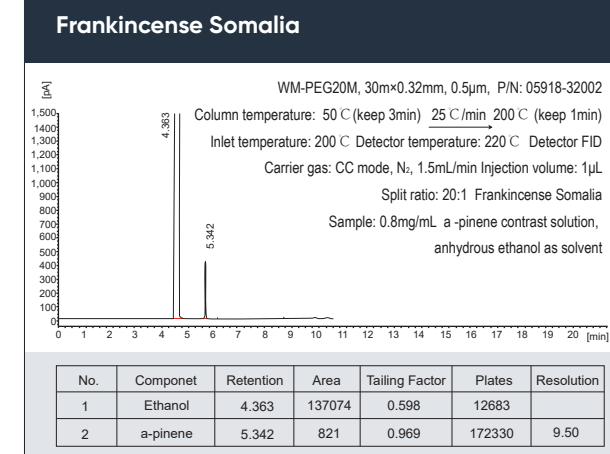 Frankincense Somalia
[pA]
WM-PEG20M, 30m×0.32mm, 0.5μm, P/N: 05918-32002
Column temperature: 50℃(keep 3min) 25℃/min 200℃ (keep 1min)
Inlet temperature: 200℃ Detector temperature: 220℃ Detector FID
Carrier gas: CC mode, N₂, 1.5mL/min Injection volume: 1μL
Split ratio: 20:1 Frankincense Somalia
Sample: 0.8mg/mL a -pinene contrast solution,
anhydrous ethanol as solvent
1,500
1400
1,300
1,200
1,100
1,000
900
800
700
600
500
400
300
200
100
0
4.363
5.342
0 1 2 3 4 5 6 7 8 9 10 11 12 13 14 15 16 17 18 19 20 [min]
No. Componet Retention Area Tailing Factor Plates Resolution
1 Ethanol 4.363 137074 0.598 12683
2 a-pinene 5.342 821 0.969 172330 9.50